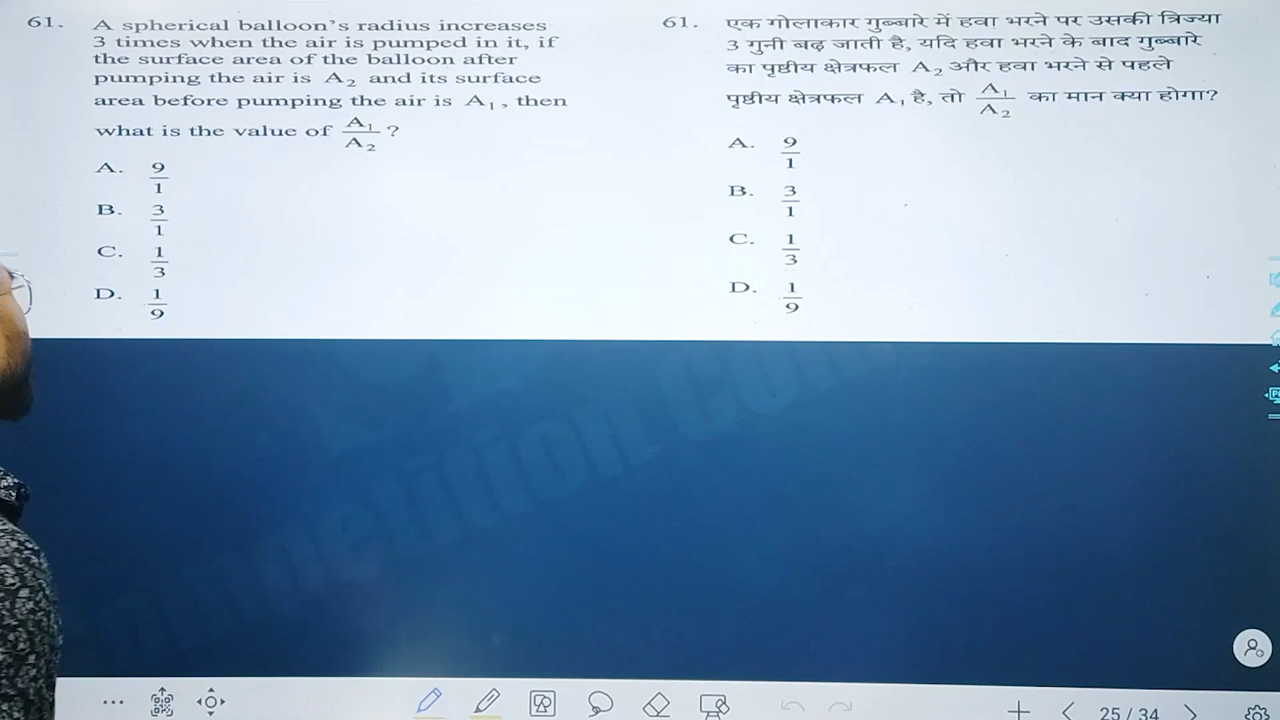 61. A spherical balloon's radius increases
3 times when the air is pumped in it, if
the surface area of the balloon after
pumping the air is A₂ and its surface
area before pumping the air is A₁, then
what is the value of A₁/A₂ ?
A. 9/1
B. 3/1
C. 1/3
D. 1/9
61. एक गोलाकार गुब्बारे में हवा भरने पर उसकी त्रिज्या
3 गुनी बढ़ जाती है, यदि हवा भरने के बाद गुब्बारे
का पृष्ठीय क्षेत्रफल A₂ और हवा भरने से पहले
पृष्ठीय क्षेत्रफल A₁ है, तो A₁/A₂ का मान क्या होगा?
A. 9/1
B. 3/1
C. 1/3
D. 1/9
25 / 34